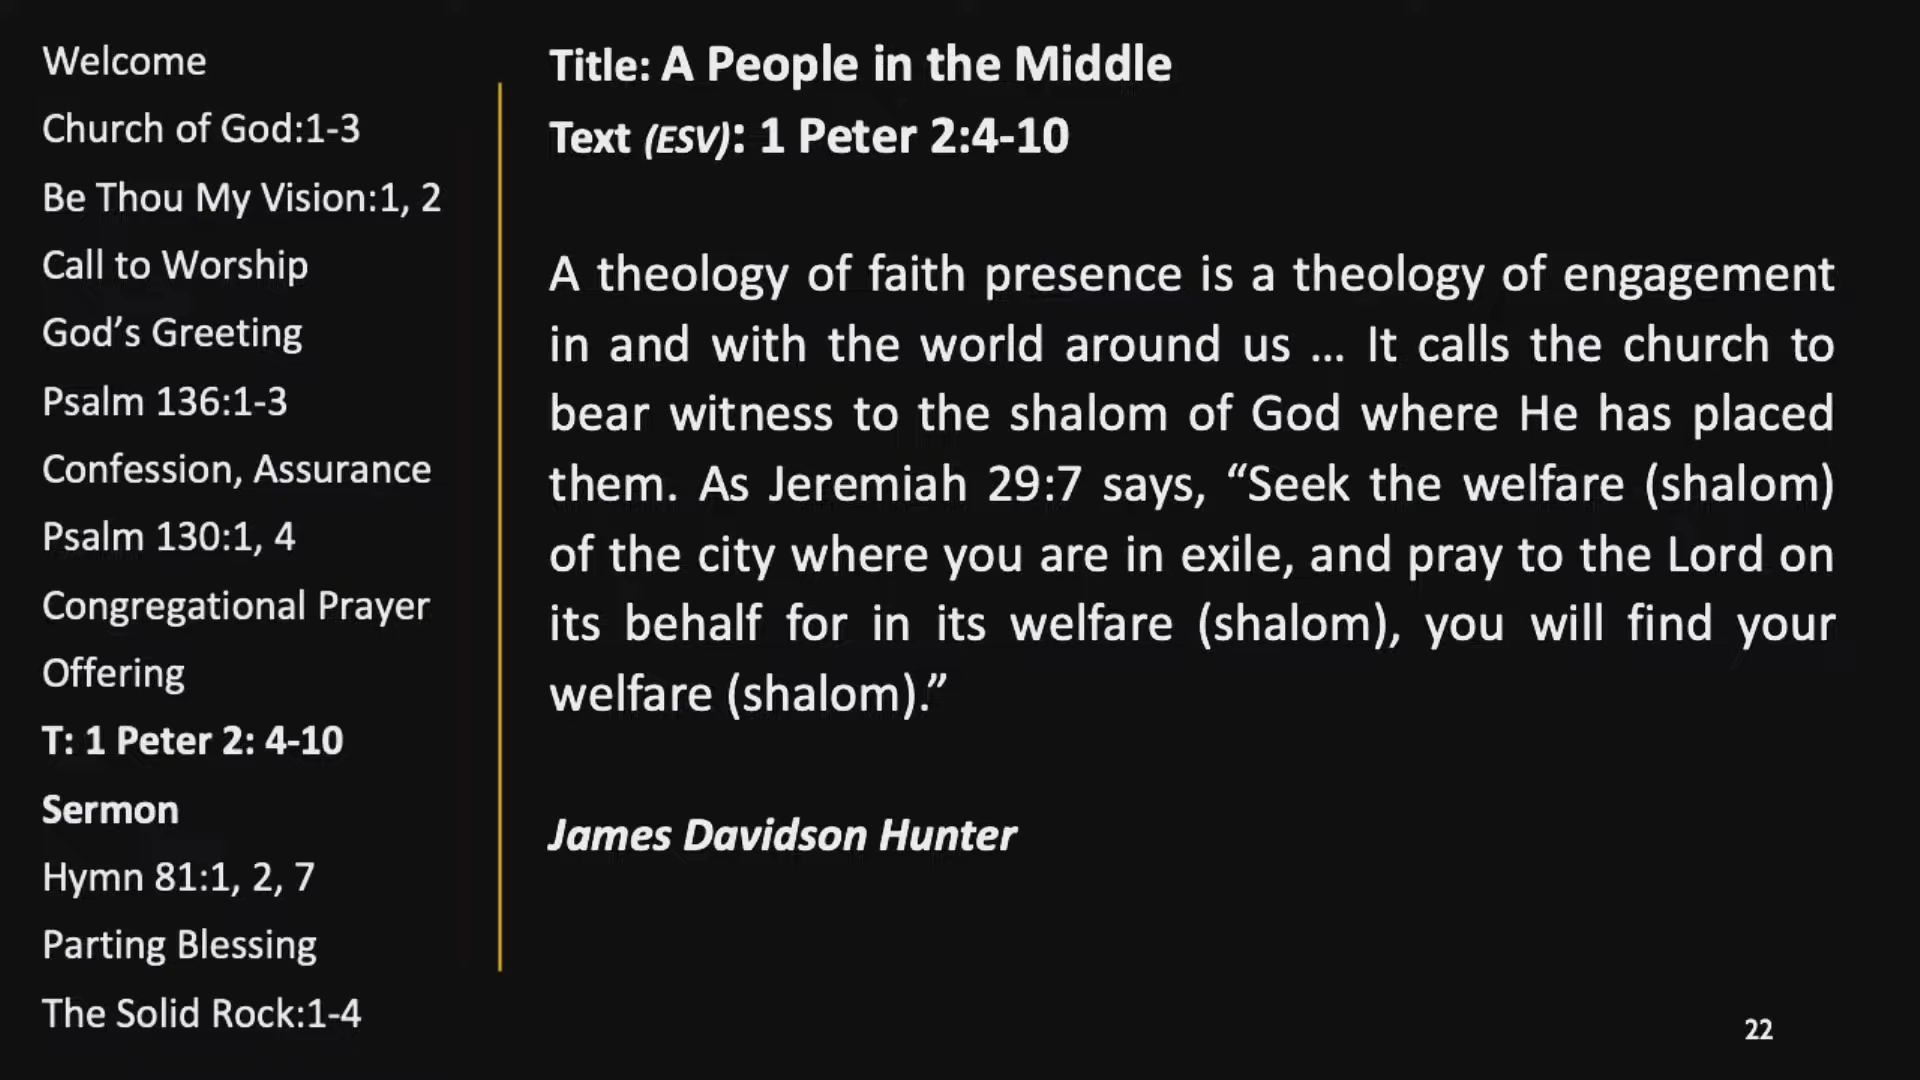 Welcome
Church of God:1-3
Be Thou My Vision:1, 2
Call to Worship
God’s Greeting
Psalm 136:1-3
Confession, Assurance
Psalm 130:1, 4
Congregational Prayer
Offering
T: 1 Peter 2: 4-10
Sermon
Hymn 81:1, 2, 7
Parting Blessing
The Solid Rock:1-4
Title: A People in the Middle
Text (ESV): 1 Peter 2:4-10
A theology of faith presence is a theology of engagement
in and with the world around us ... It calls the church to
bear witness to the shalom of God where He has placed
them. As Jeremiah 29:7 says, “Seek the welfare (shalom)
of the city where you are in exile, and pray to the Lord on
its behalf for in its welfare (shalom), you will find your
welfare (shalom).”
James Davidson Hunter
22